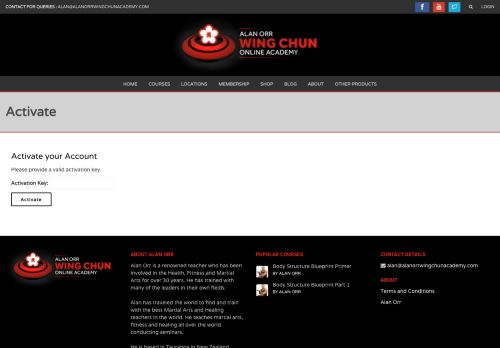 CONTACT FOR QUERIES : ALAN@ALANORRWINGCHUNACADEMY.COM
LOGIN
ALAN ORR
WING CHUN
ONLINE ACADEMY
HOME COURSES LOCATIONS MEMBERSHIP SHOP BLOG ABOUT OTHER PRODUCTS
Activate
Activate your Account
Please provide a valid activation key.
Activation Key:
Activate
ALAN ORR
WING CHUN
ONLINE ACADEMY
ABOUT ALAN ORR
Alan Orr is a renowned teacher who has been
involved in the Health, Fitness and Martial
Arts for over 30 years. He has trained with
many of the leaders in their own fields.
Alan has traveled the world to find and train
with the best Martial Arts and Healing
teachers in the world. He teaches martial arts,
fitness and healing all over the world
conducting seminars.
He is based in Tauranga in New Zealand
POPULAR COURSES
Body Structure Blueprint Primer
BY ALAN ORR
Body Structure Blueprint Part 1
BY ALAN ORR
CONTACT DETAILS
alan@alanorrwingchunacademy.com
ABOUT
Terms and Conditions
Alan Orr